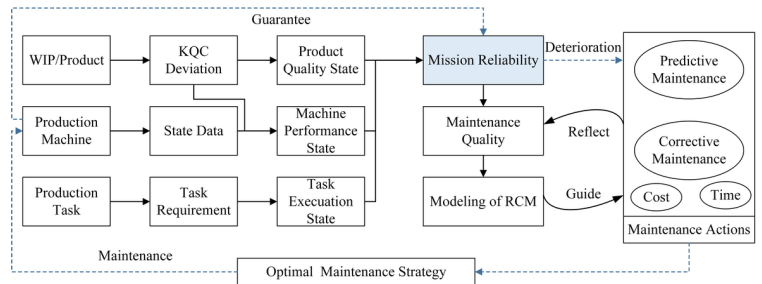 Guarantee
WIP/Product
KQC
Deviation
Product
Quality State
Mission Reliability
Deterioration
Predictive
Maintenance
Production
Machine
State Data
Machine
Performance
State
Maintenance
Quality
Reflect
Corrective
Maintenance
Production
Task
Task
Requirement
Task
Execution
State
Modeling of RCM
Guide
Cost
Time
Maintenance Actions
Maintenance
Optimal Maintenance Strategy